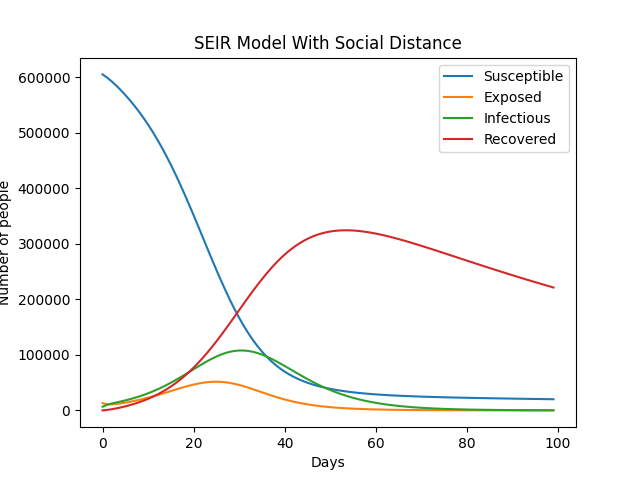 SEIR Model With Social Distance
Number of people
600000
500000
400000
300000
200000
100000
0
Susceptible
Exposed
Infectious
Recovered
0 20 40 60 80 100
Days